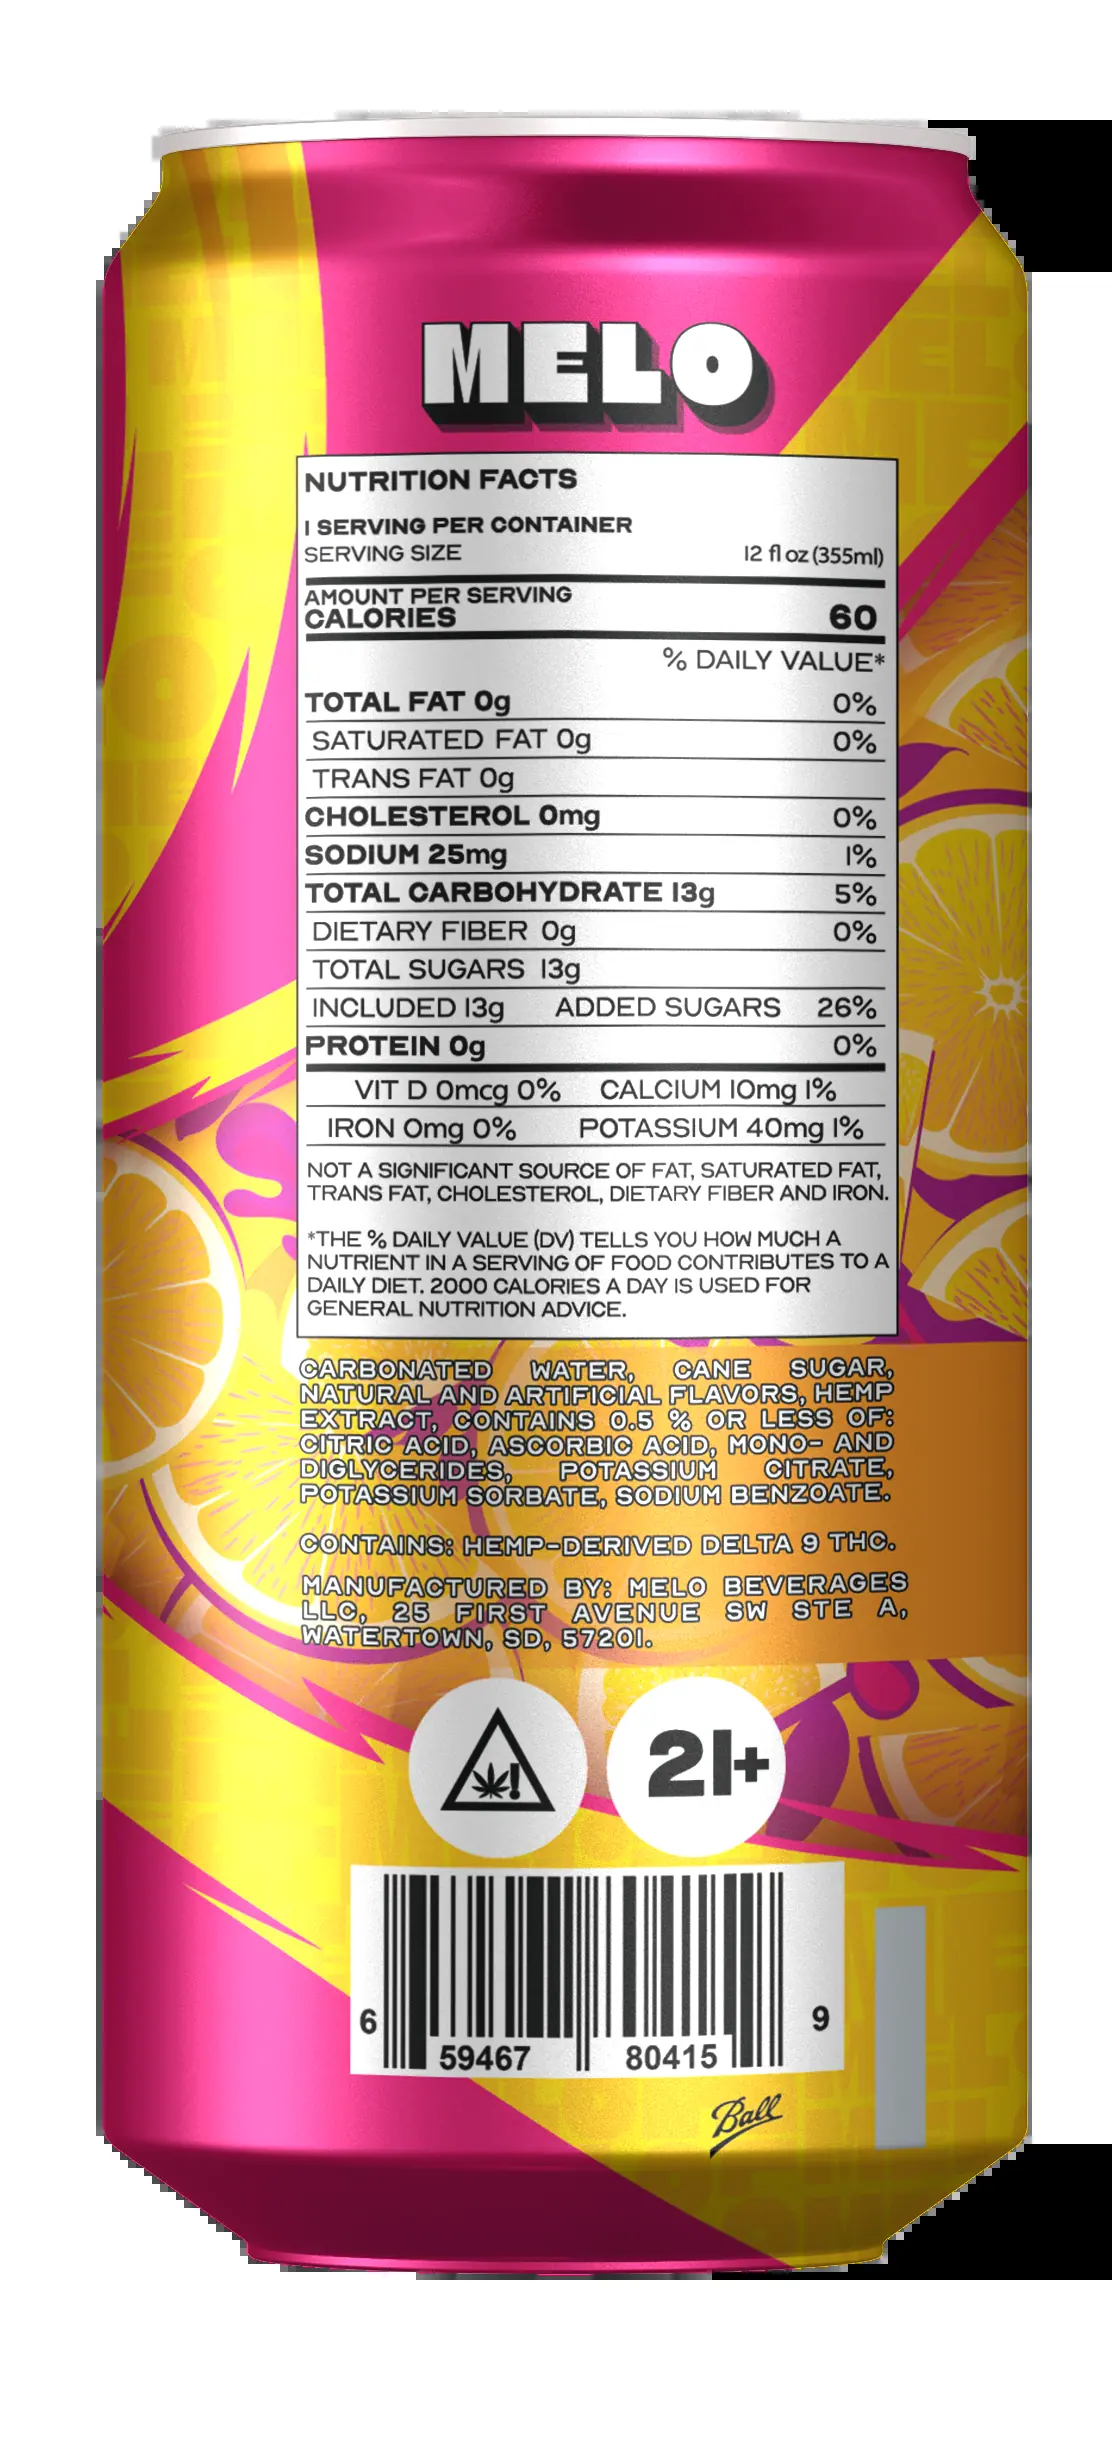 MELO
NUTRITION FACTS
1 SERVING PER CONTAINER
SERVING SIZE 12 fl oz (355ml)
AMOUNT PER SERVING
CALORIES 60
% DAILY VALUE*
TOTAL FAT 0g 0%
SATURATED FAT 0g 0%
TRANS FAT 0g
CHOLESTEROL 0mg 0%
SODIUM 25mg 1%
TOTAL CARBOHYDRATE 13g 5%
DIETARY FIBER 0g 0%
TOTAL SUGARS 13g
INCLUDED 13g ADDED SUGARS 26%
PROTEIN 0g 0%
VIT D 0mcg 0% CALCIUM 10mg 1%
IRON 0mg 0% POTASSIUM 40mg 1%
NOT A SIGNIFICANT SOURCE OF FAT, SATURATED FAT,
TRANS FAT, CHOLESTEROL, DIETARY FIBER AND IRON.
*THE % DAILY VALUE (DV) TELLS YOU HOW MUCH A
NUTRIENT IN A SERVING OF FOOD CONTRIBUTES TO A
DAILY DIET. 2000 CALORIES A DAY IS USED FOR
GENERAL NUTRITION ADVICE.
CARBONATED WATER, CANE SUGAR,
NATURAL AND ARTIFICIAL FLAVORS, HEMP
EXTRACT, CONTAINS 0.5 % OR LESS OF:
CITRIC ACID, ASCORBIC ACID, MONO- AND
DIGLYCERIDES, POTASSIUM CITRATE,
POTASSIUM SORBATE, SODIUM BENZOATE.
CONTAINS: HEMP-DERIVED DELTA 9 THC.
MANUFACTURED BY: MELO BEVERAGES
LLC, 25 FIRST AVENUE SW STE A,
WATERTOWN, SD, 57201.
!
21+
6 59467 80415 9
Ball